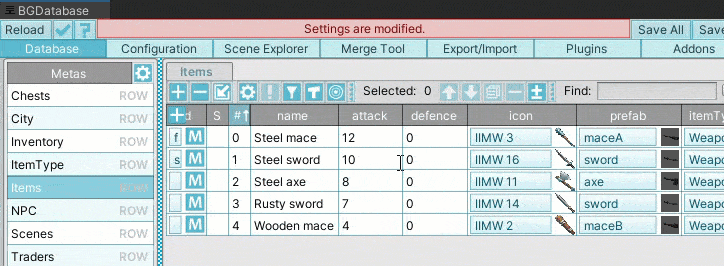 BGDatabase
Reload Settings are modified. Save All Save
Database Configuration Scene Explorer Merge Tool Export/Import Plugins Addons
Metas
Items
Selected: 0 Find:
d S # name attack defence icon prefab itemTy
Chests ROW
City ROW
Inventory ROW
ItemType ROW
Items ROW
NPC ROW
Scenes ROW
Traders ROW
f M 0 Steel mace 12 0 IIMW 3 maceA Weapo
s M 1 Steel sword 10 0 IIMW 16 sword Weapo
M 2 Steel axe 8 0 IIMW 11 axe Weapo
M 3 Rusty sword 7 0 IIMW 14 sword Weapo
M 4 Wooden mace 4 0 IIMW 2 maceB Weapo